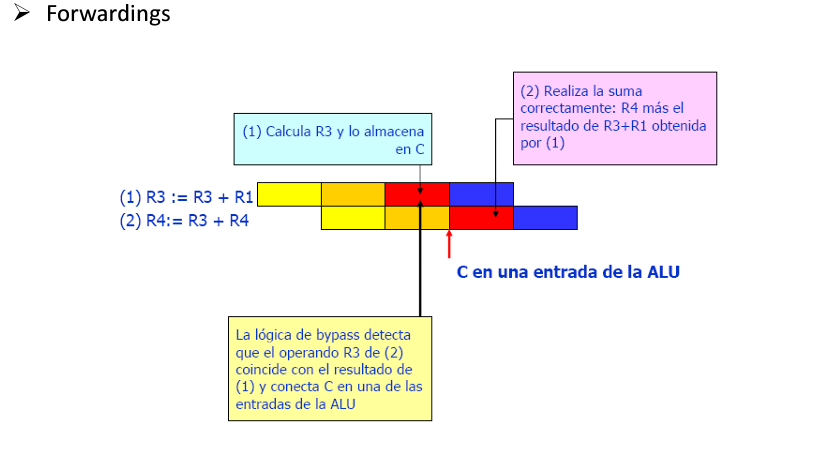 ➢ Forwardings
(2) Realiza la suma
correctamente: R4 más el
resultado de R3+R1 obtenida
por (1)
(1) Calcula R3 y lo almacena
en C
(1) R3 := R3 + R1
(2) R4:= R3 + R4
C en una entrada de la ALU
La lógica de bypass detecta
que el operando R3 de (2)
coincide con el resultado de
(1) y conecta C en una de las
entradas de la ALU